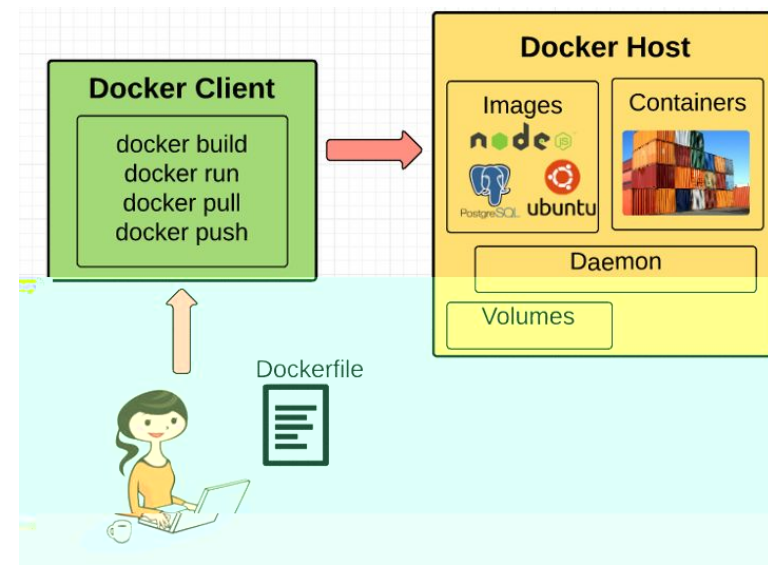 Docker Client
docker build
docker run
docker pull
docker push
Docker Host
Images
node
JS
PostgreSQL
ubuntu
Containers
Daemon
Volumes
Dockerfile